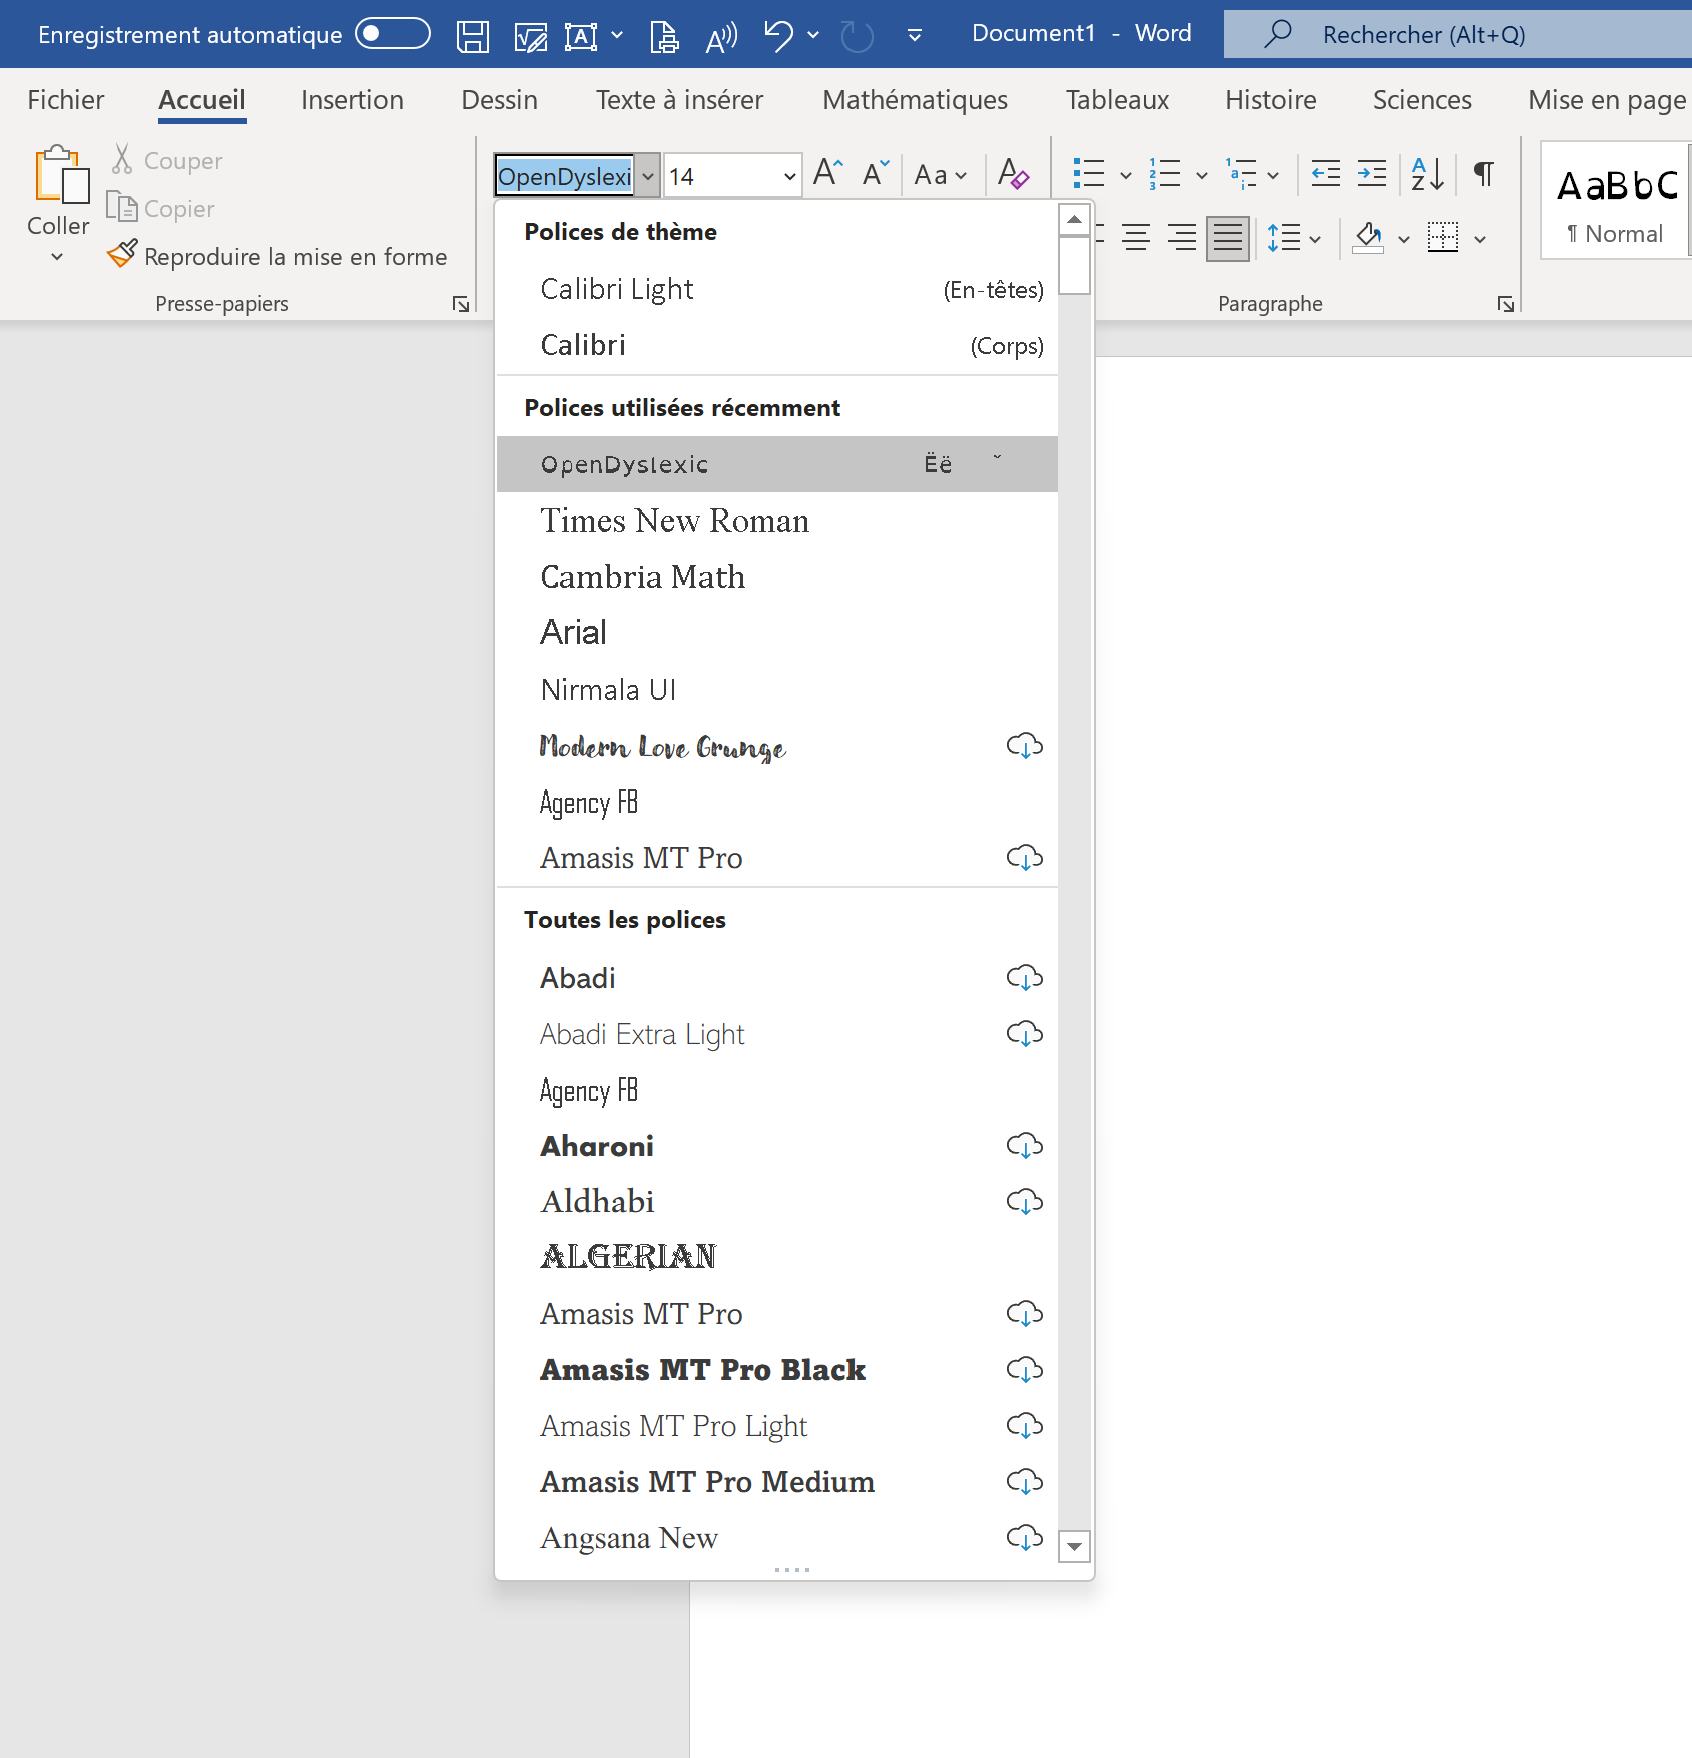 Enregistrement automatique
Document1 - Word
Rechercher (Alt+Q)
Fichier Accueil Insertion Dessin Texte à insérer Mathématiques Tableaux Histoire Sciences Mise en page
Coller
Couper
Copier
Reproduire la mise en forme
Presse-papiers
OpenDyslexi
14
Aa
Paragraphe
AaBbC
¶ Normal
Polices de thème
Calibri Light (En-têtes)
Calibri (Corps)
Polices utilisées récemment
OpenDyslexic Ëë ˇ
Times New Roman
Cambria Math
Arial
Nirmala UI
Modern Love Grunge
Agency FB
Amasis MT Pro
Toutes les polices
Abadi
Abadi Extra Light
Agency FB
Aharoni
Aldhabi
ALGERIAN
Amasis MT Pro
Amasis MT Pro Black
Amasis MT Pro Light
Amasis MT Pro Medium
Angsana New